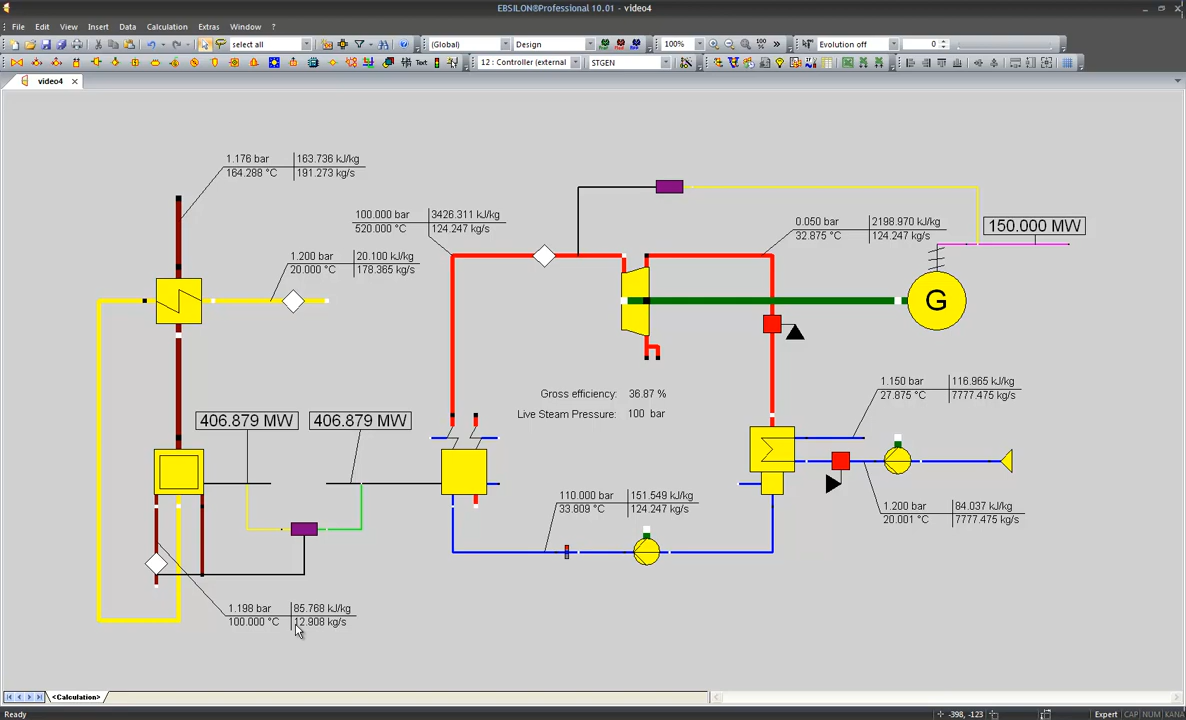 EBSILON®Professional 10.01 - video4
File Edit View Insert Data Calculation Extras Window ?
select all (Global) Design 100% Evolution off 0
Text 12 : Controller (external STGEN
video4
1.176 bar 163.736 kJ/kg
164.288 °C 191.273 kg/s
100.000 bar 3426.311 kJ/kg
520.000 °C 124.247 kg/s
0.050 bar 2198.970 kJ/kg
32.875 °C 124.247 kg/s
150.000 MW
1.200 bar 20.100 kJ/kg
20.000 °C 178.365 kg/s
G
Gross efficiency: 36.87 %
Live Steam Pressure: 100 bar
1.150 bar 116.965 kJ/kg
27.875 °C 7777.475 kg/s
406.879 MW 406.879 MW
110.000 bar 151.549 kJ/kg
33.809 °C 124.247 kg/s
1.200 bar 84.037 kJ/kg
20.001 °C 7777.475 kg/s
1.198 bar 85.768 kJ/kg
100.000 °C 12.908 kg/s
<Calculation>
Ready -398, -123 Expert CAP NUM KANA